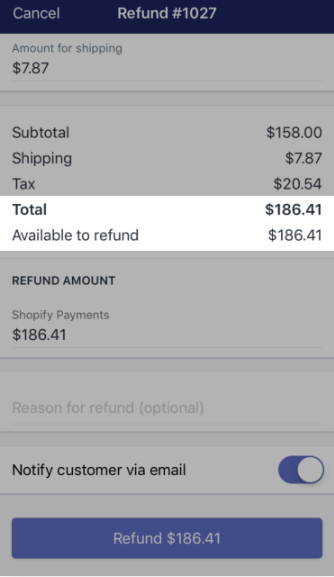 Cancel Refund #1027
Amount for shipping
$7.87
Subtotal $158.00
Shipping $7.87
Tax $20.54
Total $186.41
Available to refund $186.41
REFUND AMOUNT
Shopify Payments
$186.41
Reason for refund (optional)
Notify customer via email
Refund $186.41